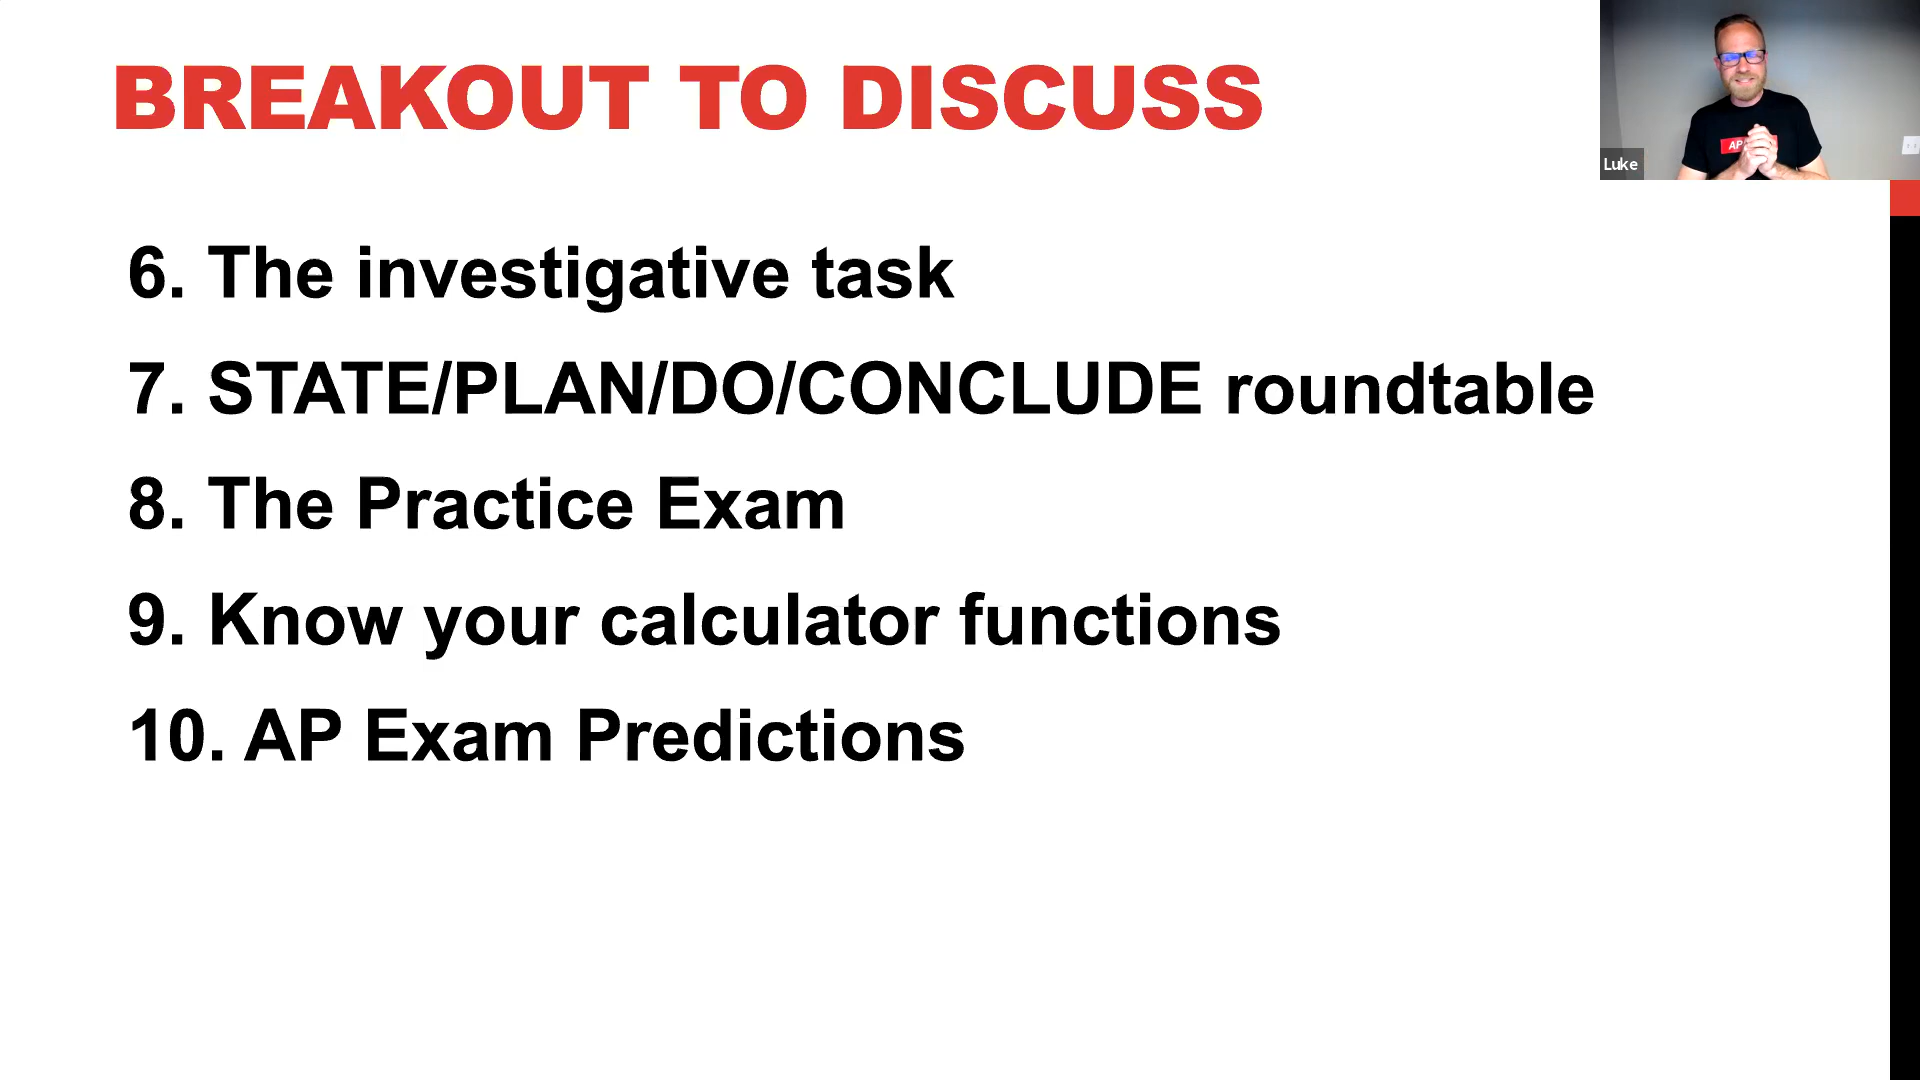 BREAKOUT TO DISCUSS
6. The investigative task
7. STATE/PLAN/DO/CONCLUDE roundtable
8. The Practice Exam
9. Know your calculator functions
10. AP Exam Predictions
Luke
AP